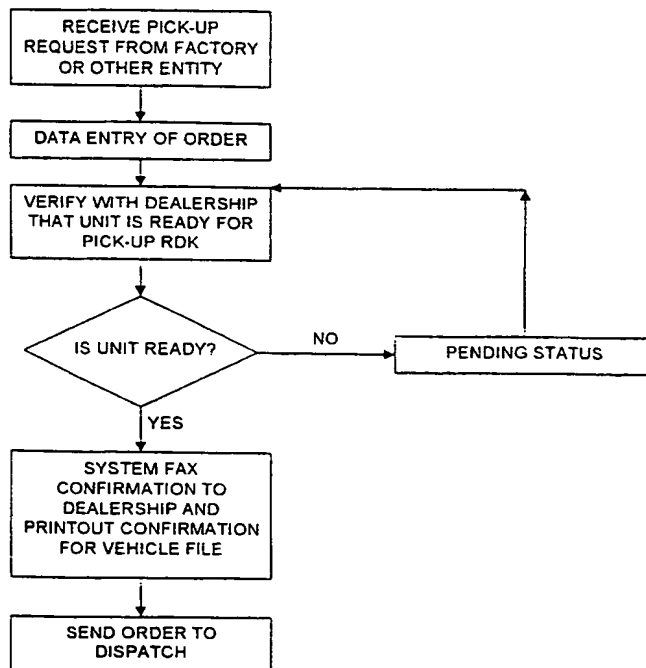 RECEIVE PICK-UP
REQUEST FROM FACTORY
OR OTHER ENTITY
DATA ENTRY OF ORDER
VERIFY WITH DEALERSHIP
THAT UNIT IS READY FOR
PICK-UP RDK
IS UNIT READY?
NO
PENDING STATUS
YES
SYSTEM FAX
CONFIRMATION TO
DEALERSHIP AND
PRINTOUT CONFIRMATION
FOR VEHICLE FILE
SEND ORDER TO
DISPATCH